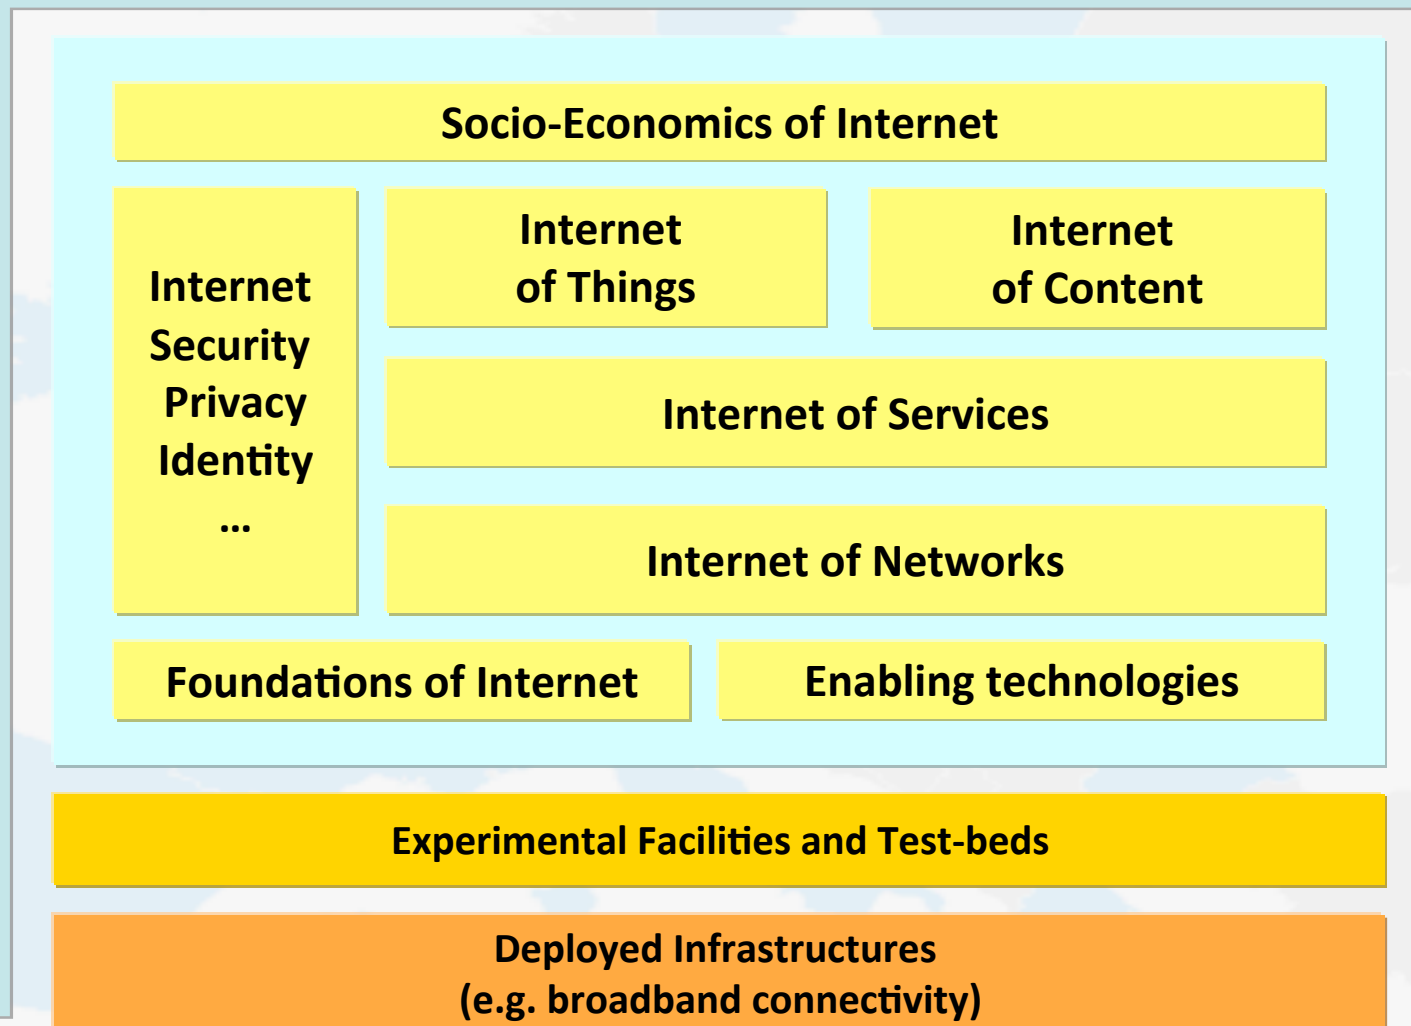 Socio-Economics of Internet
Internet
Security
Privacy
Identity
...
Internet
of Things
Internet
of Content
Internet of Services
Internet of Networks
Foundations of Internet
Enabling technologies
Experimental Facilities and Test-beds
Deployed Infrastructures
(e.g. broadband connectivity)